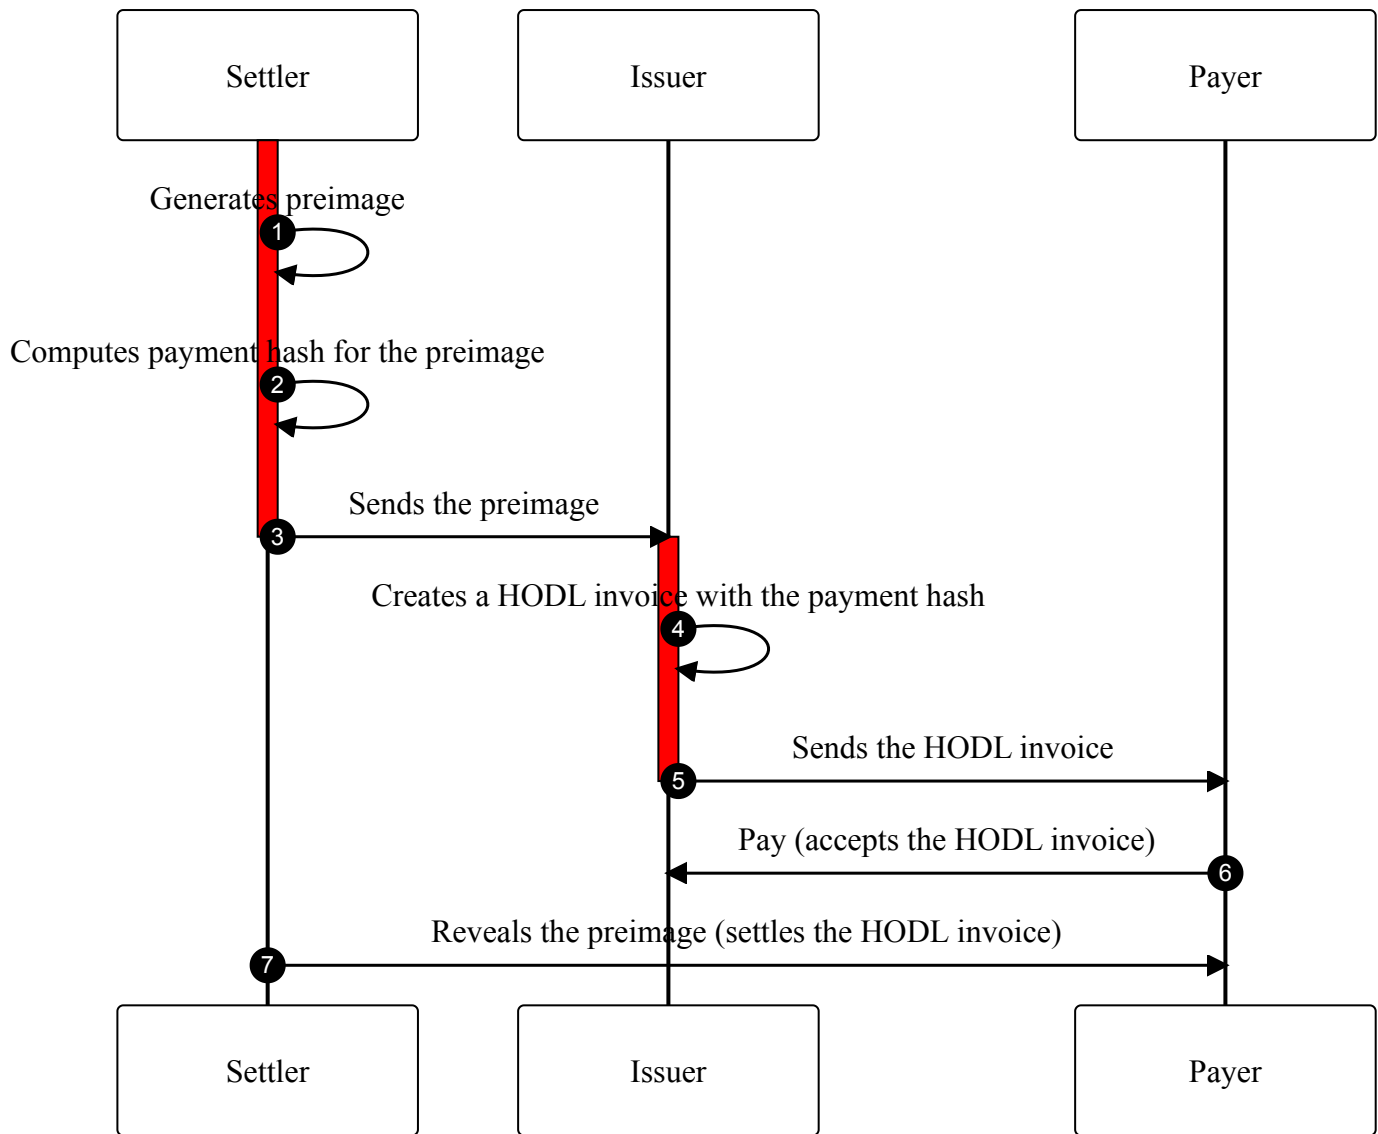 Settler
Issuer
Payer
Generates preimage
1
Computes payment hash for the preimage
2
Sends the preimage
3
Creates a HODL invoice with the payment hash
4
Sends the HODL invoice
5
Pay (accepts the HODL invoice)
6
Reveals the preimage (settles the HODL invoice)
7
Settler
Issuer
Payer